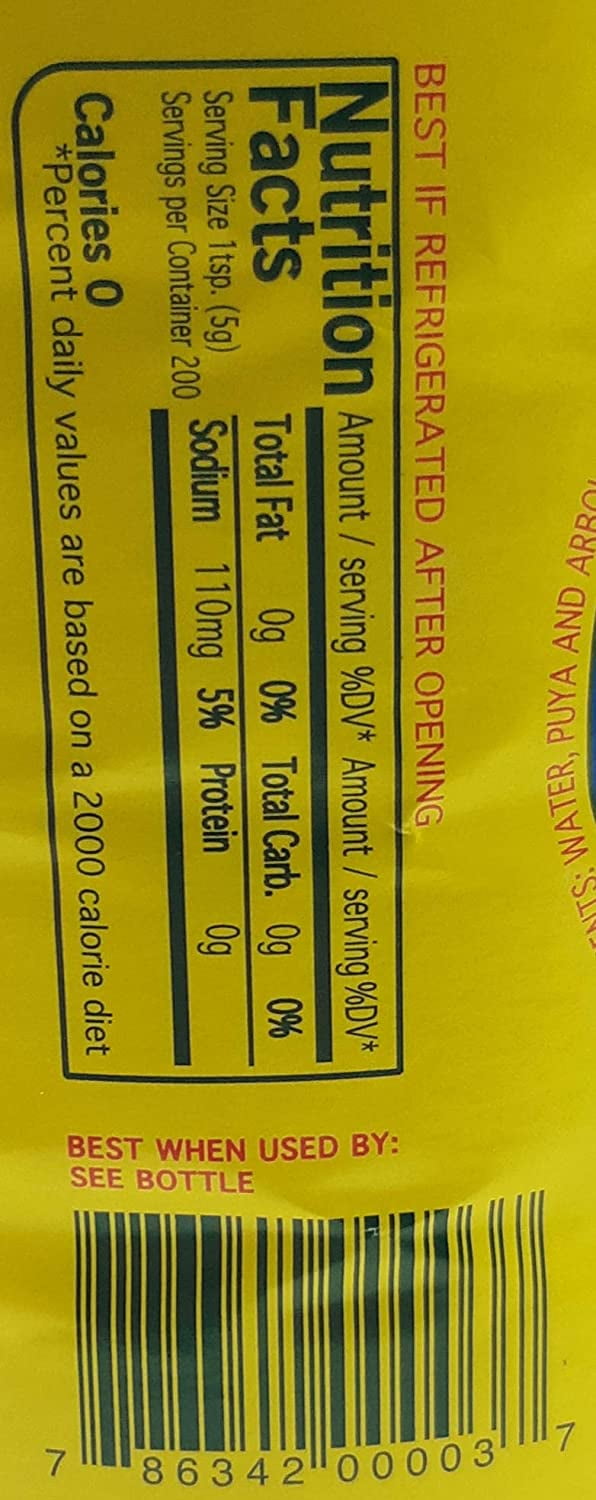 WATER, PUYA AND
BEST IF REFRIGERATED AFTER OPENING
Nutrition
Facts
Serving Size 1tsp. (5g)
Servings per Container 200
Calories 0
Amount / serving %DV* Amount / serving %DV*
Total Fat 0g 0% Total Carb. 0g 0%
Sodium 110mg 5% Protein 0g
*Percent daily values are based on a 2000 calorie diet
BEST WHEN USED BY:
SEE BOTTLE
7 86342 00003 7